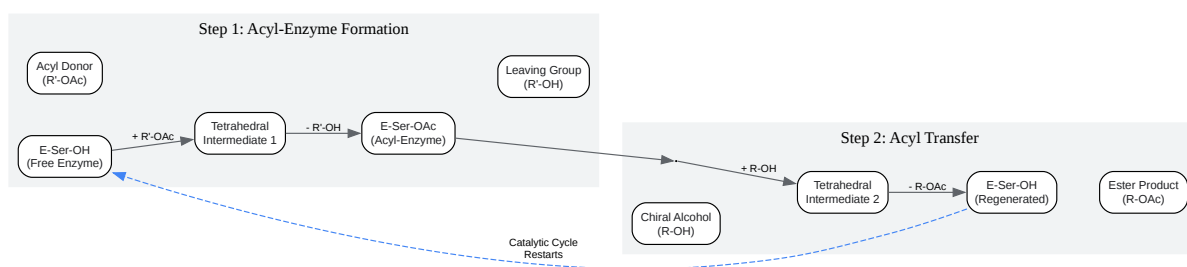 Step 1: Acyl-Enzyme Formation
Acyl Donor
(R'-OAc)
Leaving Group
(R'-OH)
E-Ser-OH
(Free Enzyme)
+ R'-OAc
Tetrahedral
Intermediate 1
- R'-OH
E-Ser-OAc
(Acyl-Enzyme)
Step 2: Acyl Transfer
+ R-OH
Chiral Alcohol
(R-OH)
Tetrahedral
Intermediate 2
- R-OAc
E-Ser-OH
(Regenerated)
Ester Product
(R-OAc)
Catalytic Cycle
Restarts